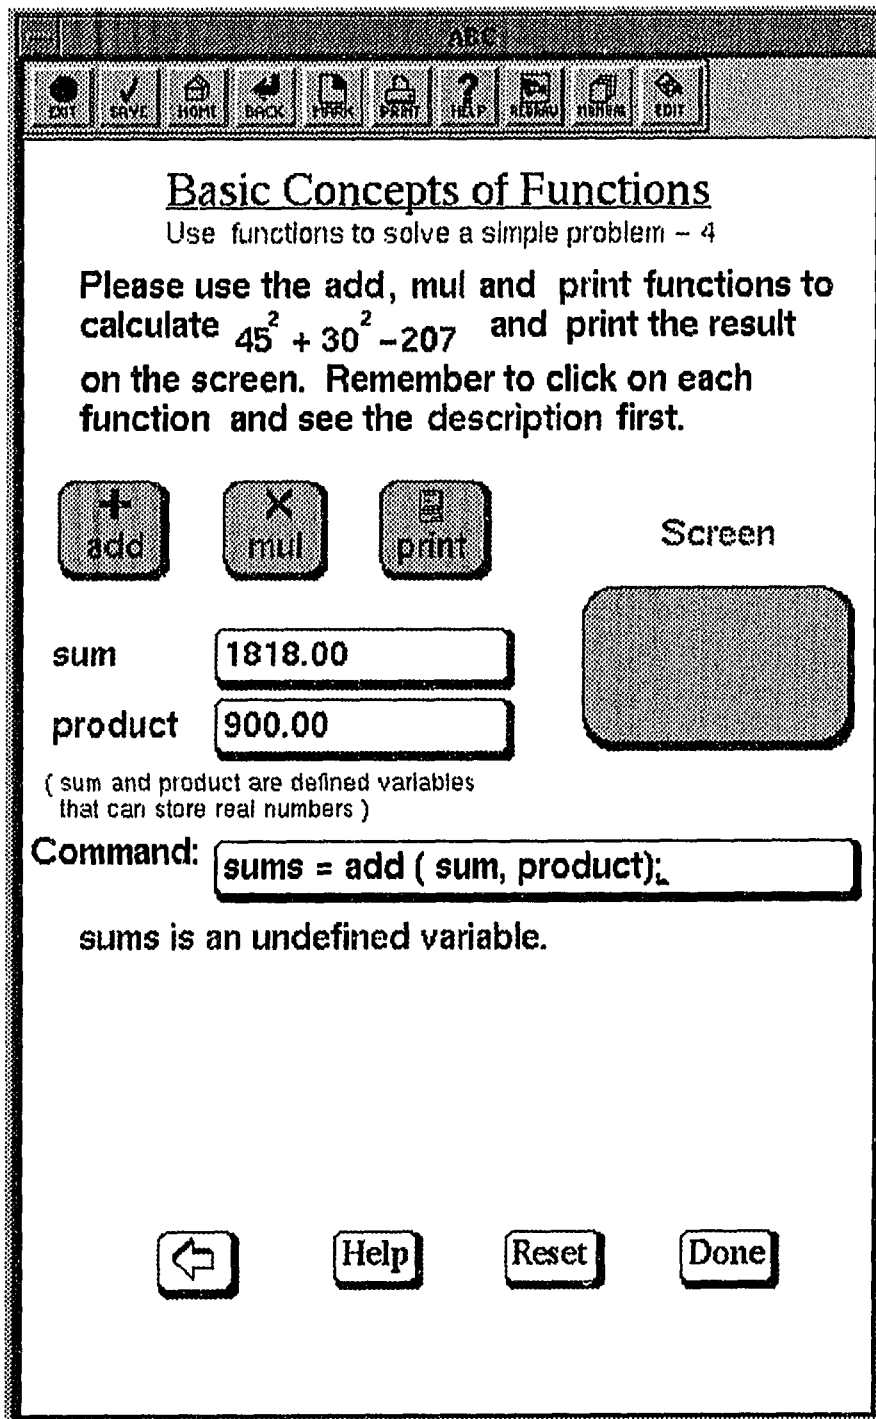 ABC
EXIT SAVE HOME BACK MARK PRINT HELP EDIT
Basic Concepts of Functions
Use functions to solve a simple problem – 4
Please use the add, mul and print functions to
calculate 45² + 30² – 207 and print the result
on the screen. Remember to click on each
function and see the description first.
add mul print
Screen
sum 1818.00
product 900.00
( sum and product are defined variables
that can store real numbers )
Command: sums = add ( sum, product);
sums is an undefined variable.
Help Reset Done